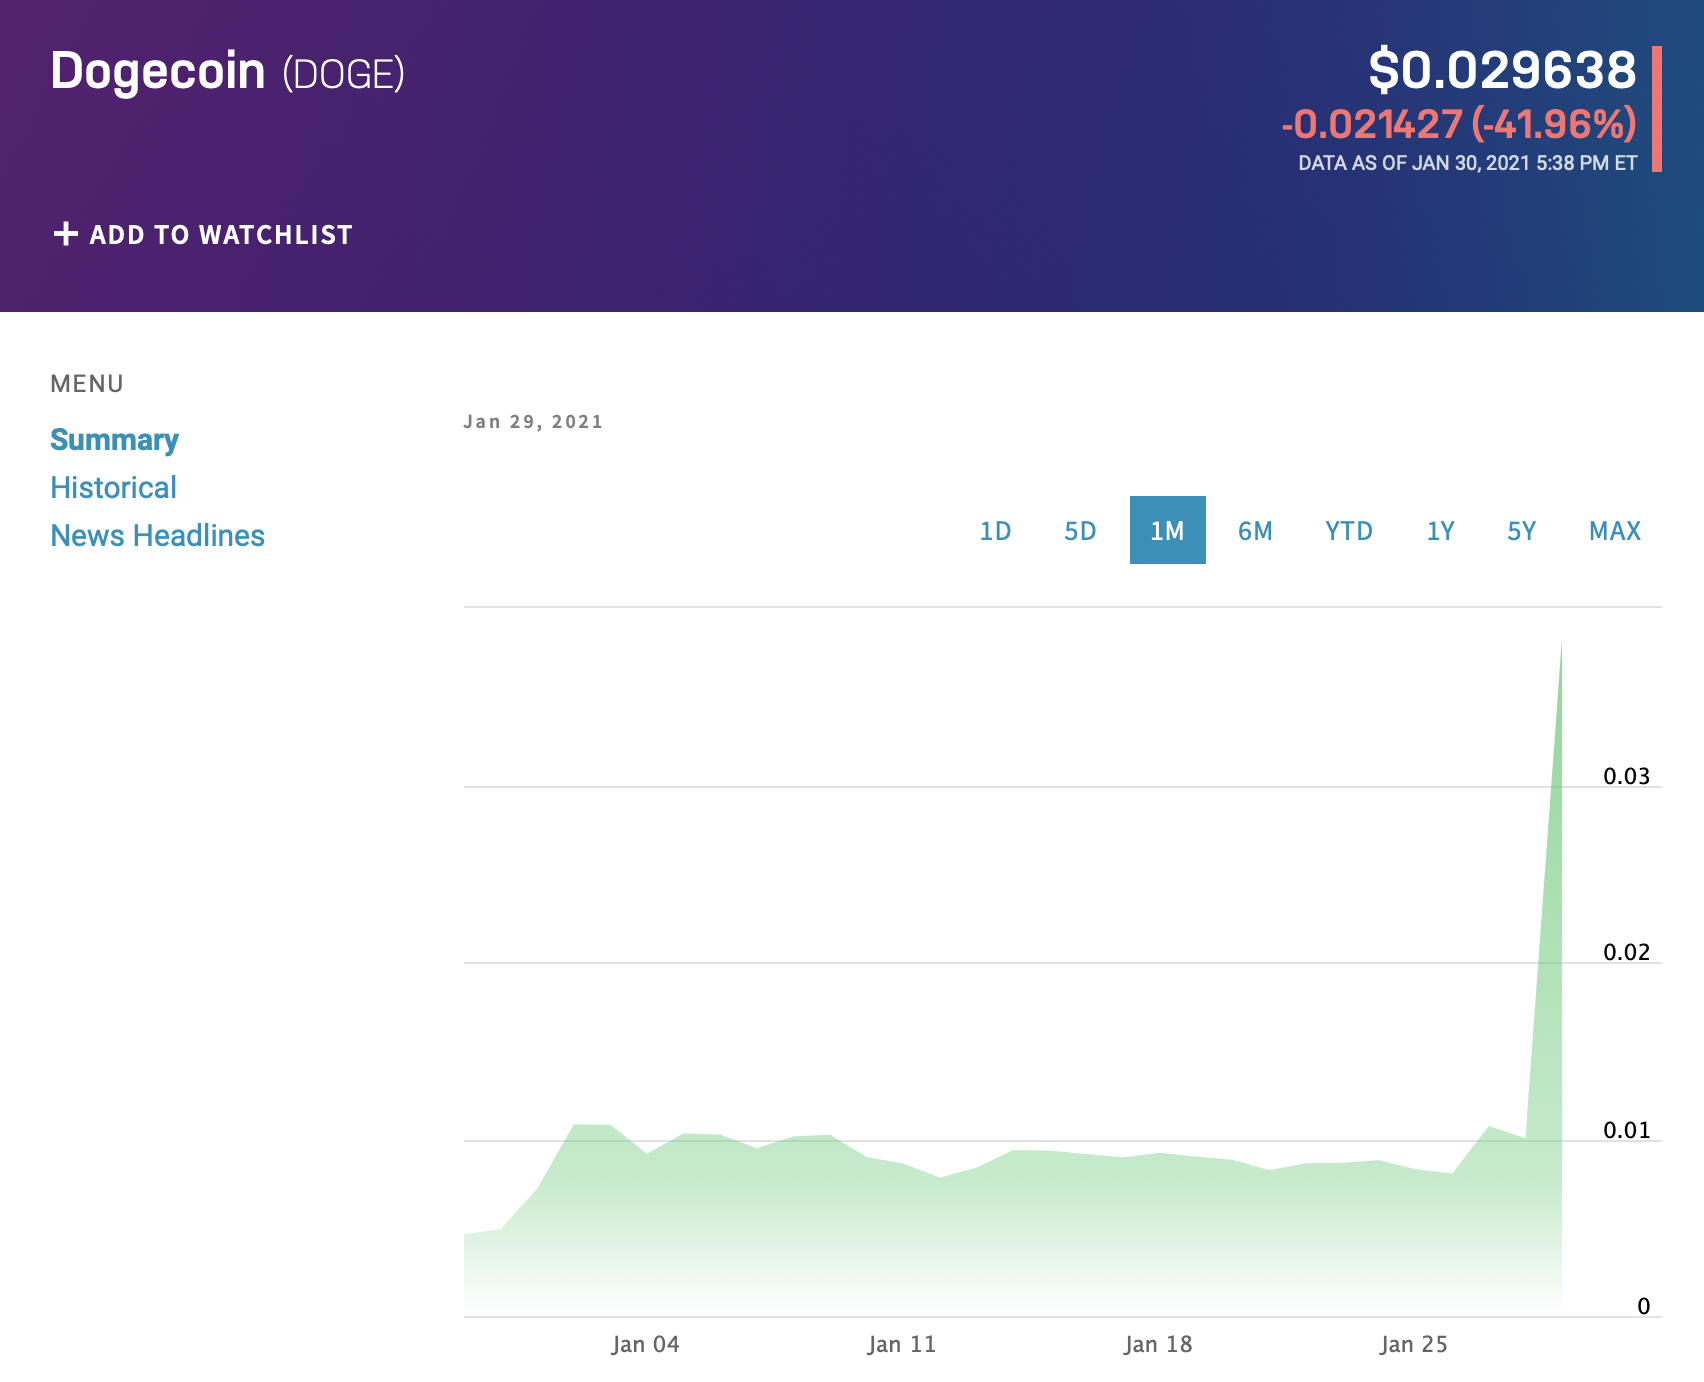 Dogecoin (DOGE)
$0.029638
-0.021427 (-41.96%)
DATA AS OF JAN 30, 2021 5:38 PM ET
+ ADD TO WATCHLIST
MENU
Summary
Historical
News Headlines
Jan 29, 2021
1D 5D 1M 6M YTD 1Y 5Y MAX
0.03
0.02
0.01
0
Jan 04 Jan 11 Jan 18 Jan 25